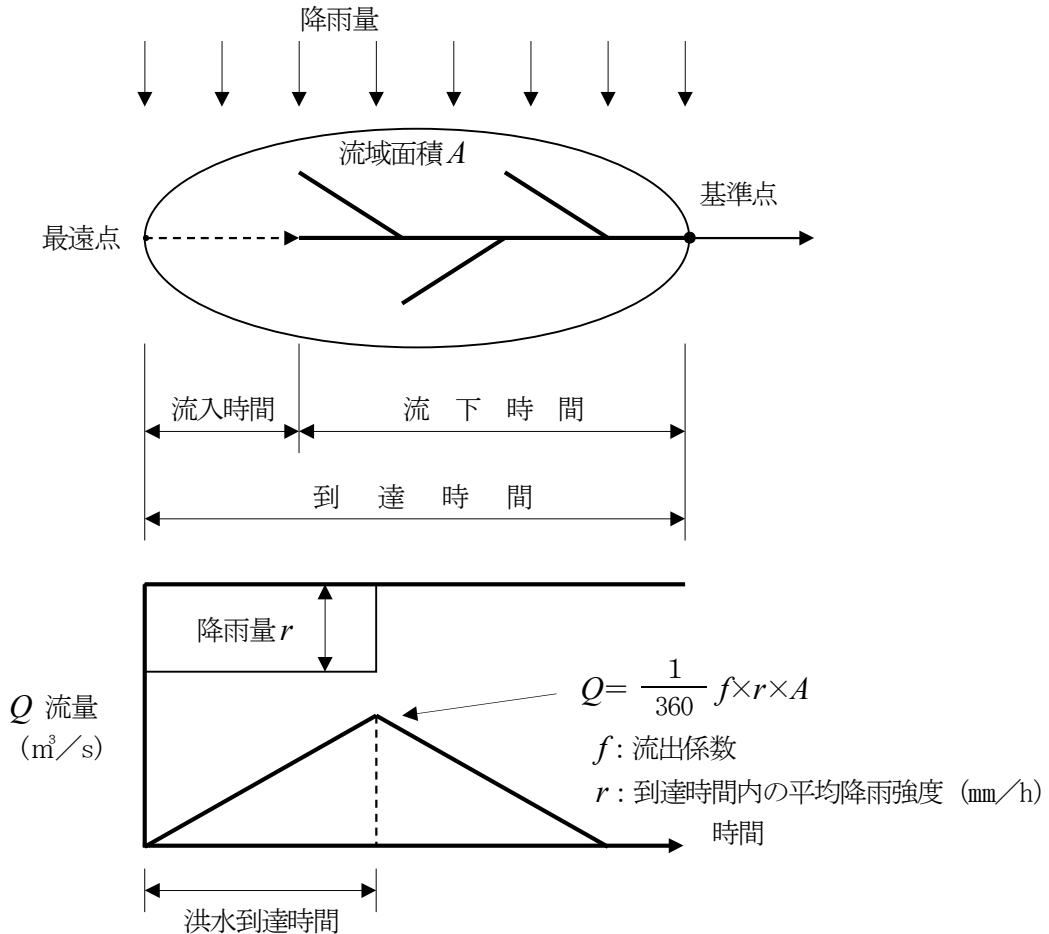 降雨量
流域面積A
基準点
最遠点
流入時間
流 下 時 間
到 達 時 間
降雨量r
Q 流量
(㎥/s)
Q= 1/360 f×r×A
f:流出係数
r:到達時間内の平均降雨強度 (㎜/h)
時間
洪水到達時間